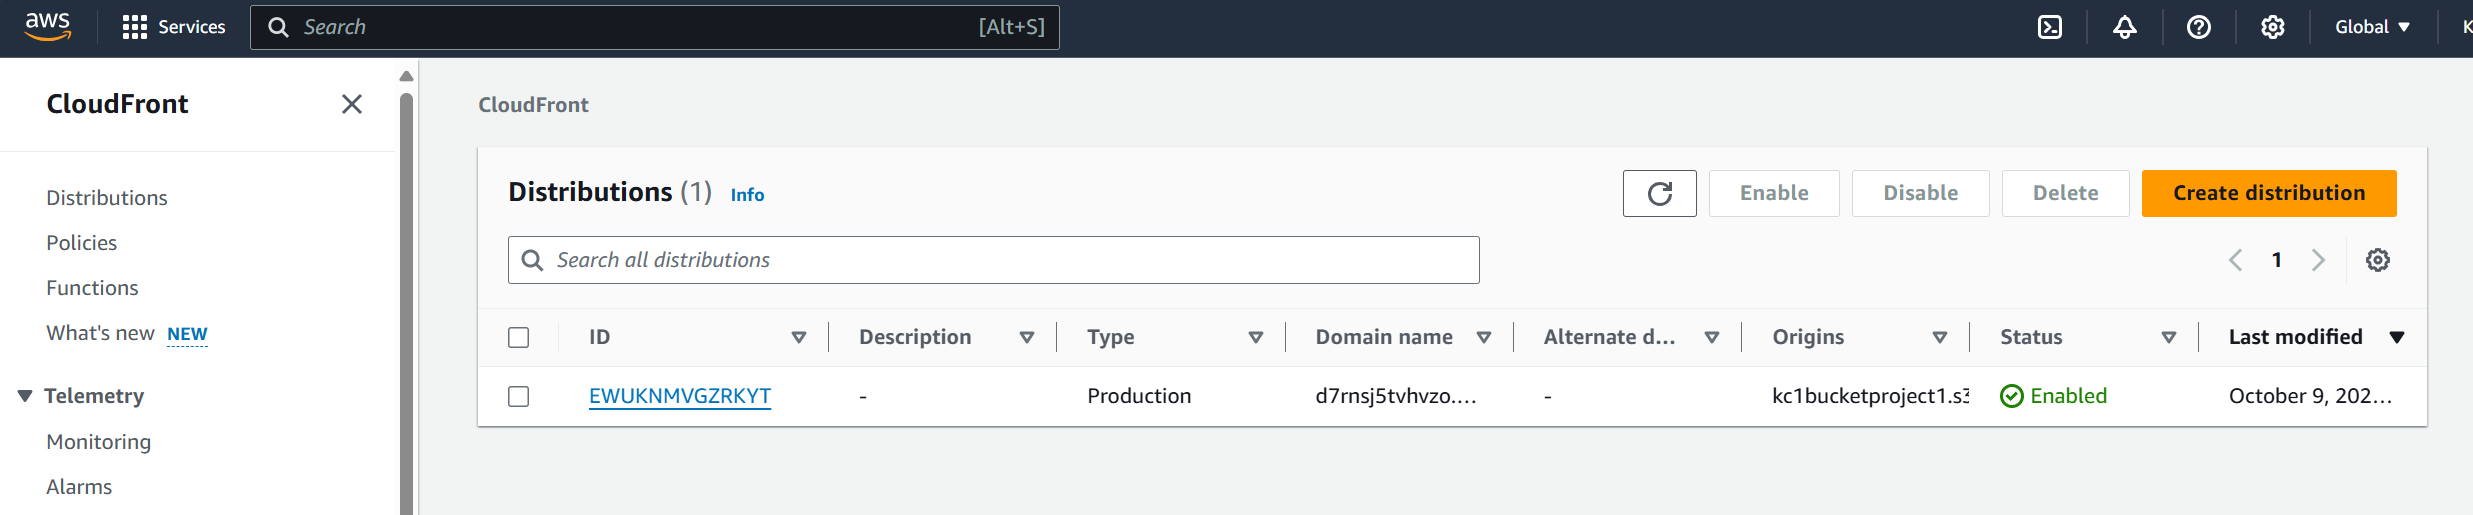 aws Services Search [Alt+S] Global
CloudFront
Distributions
Policies
Functions
What's new NEW
Telemetry
Monitoring
Alarms
CloudFront
Distributions (1) Info
Enable Disable Delete Create distribution
Search all distributions
1
ID Description Type Domain name Alternate d... Origins Status Last modified
EWUKNMVGZRKYT - Production d7rnsj5tvhvzo.... - kc1bucketproject1.s3 Enabled October 9, 202...